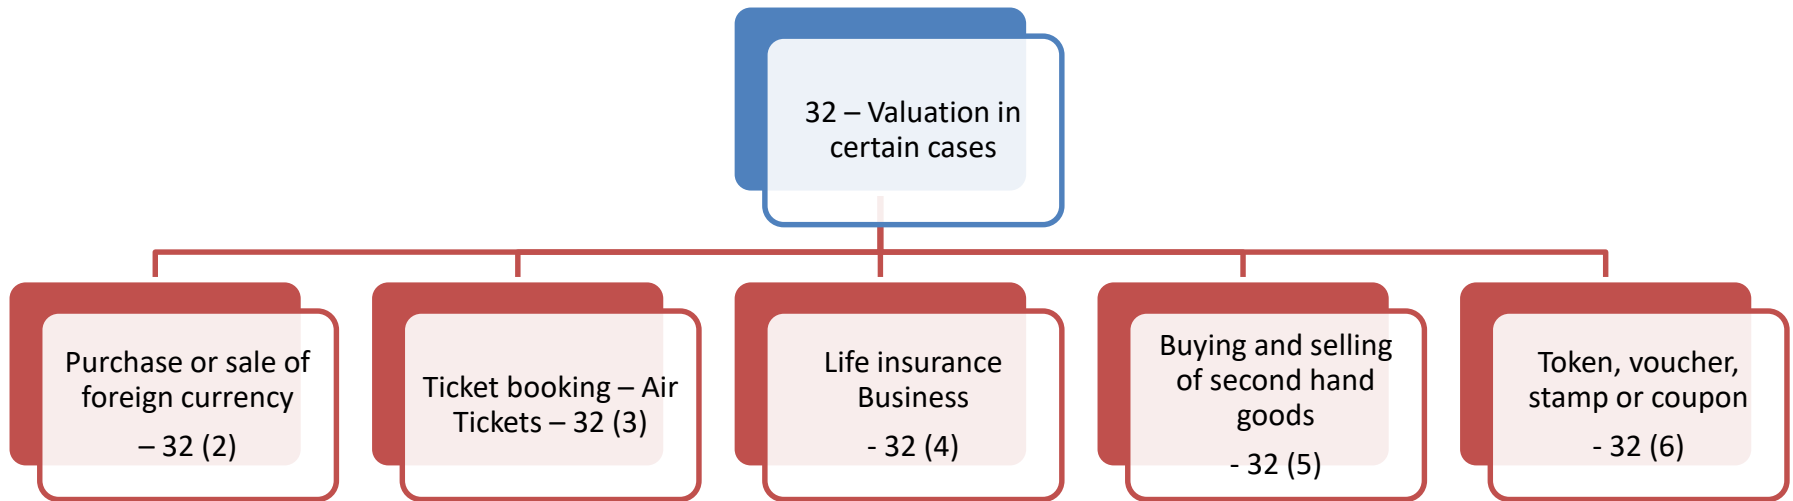 32 – Valuation in
certain cases
Purchase or sale of
foreign currency
– 32 (2)
Ticket booking – Air
Tickets – 32 (3)
Life insurance
Business
- 32 (4)
Buying and selling
of second hand
goods
- 32 (5)
Token, voucher,
stamp or coupon
- 32 (6)